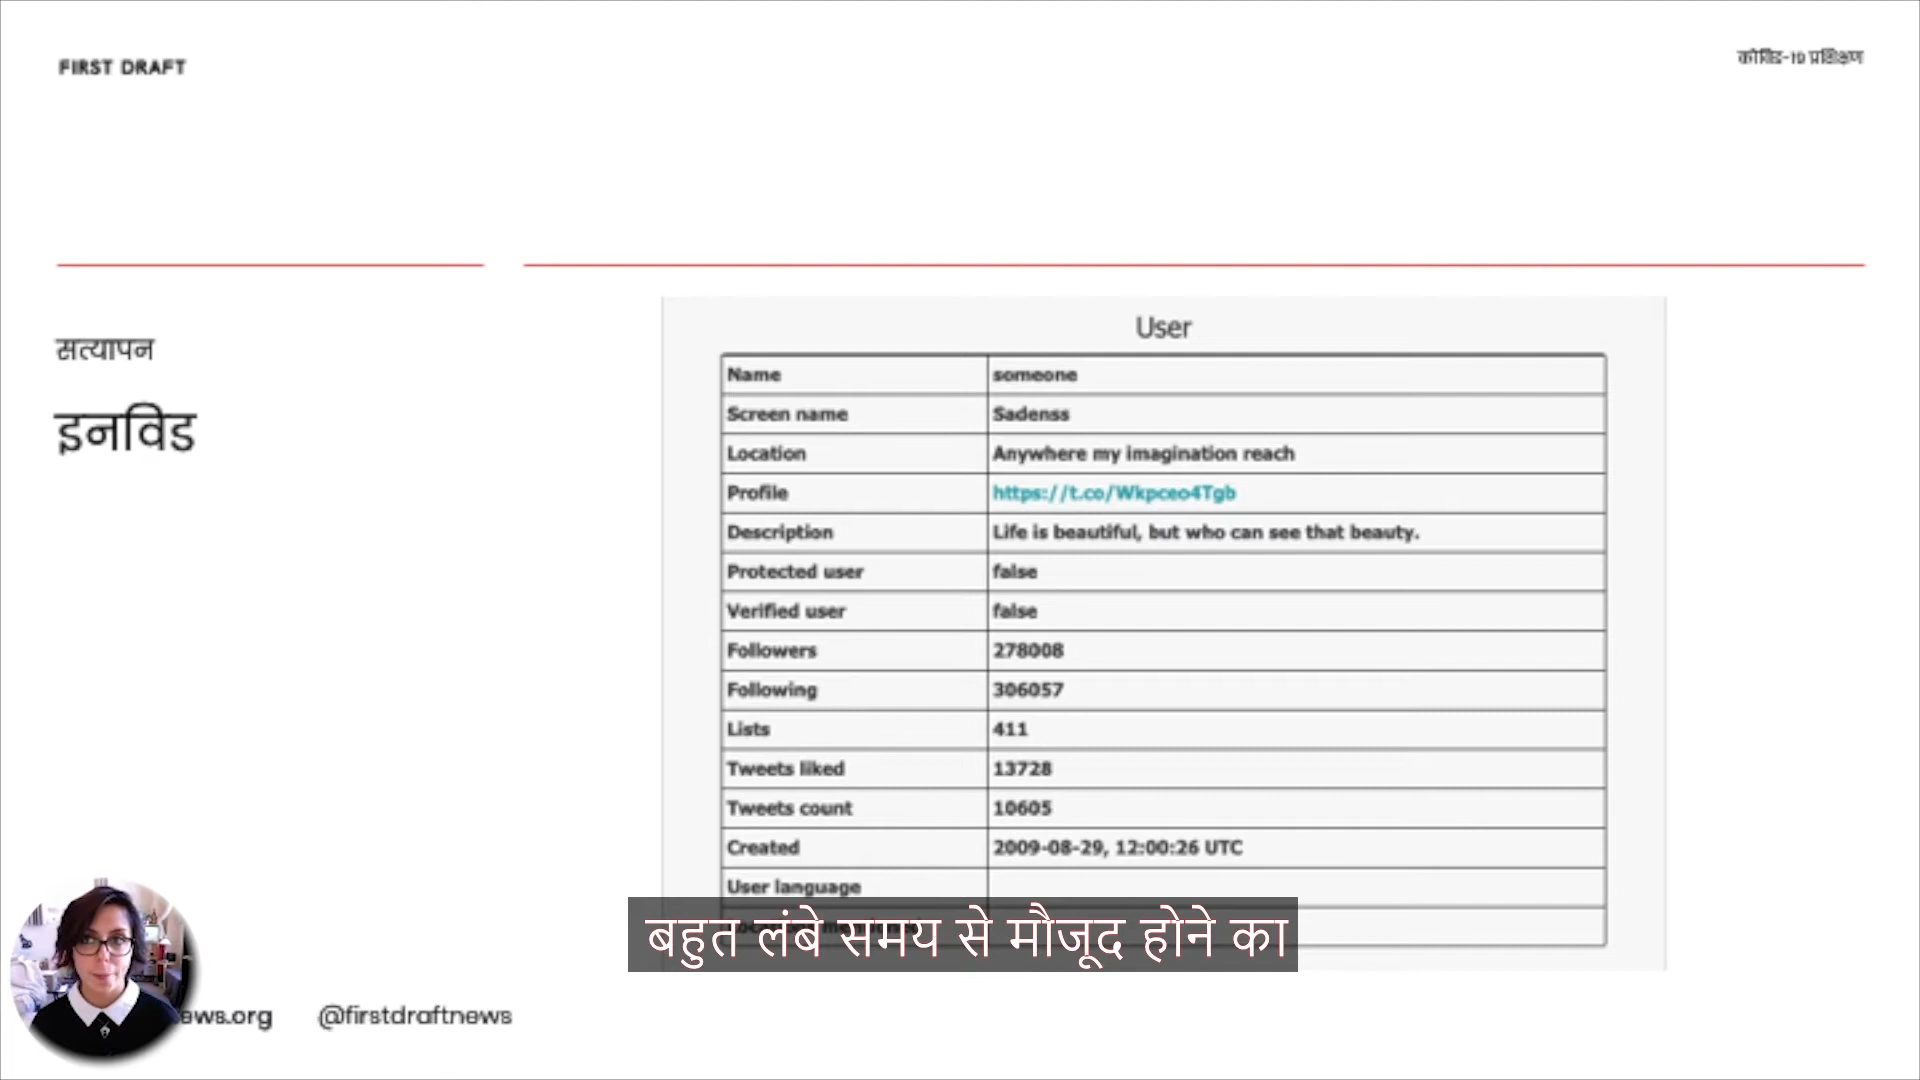 FIRST DRAFT
कोविड-19 प्रशिक्षण
सत्यापन
इनविड
User
Name someone
Screen name Sadenss
Location Anywhere my imagination reach
Profile https://t.co/Wkpceo4Tgb
Description Life is beautiful, but who can see that beauty.
Protected user false
Verified user false
Followers 278008
Following 306057
Lists 411
Tweets liked 13728
Tweets count 10605
Created 2009-08-29, 12:00:26 UTC
User language
बहुत लंबे समय से मौजूद होने का
ews.org @firstdraftnews